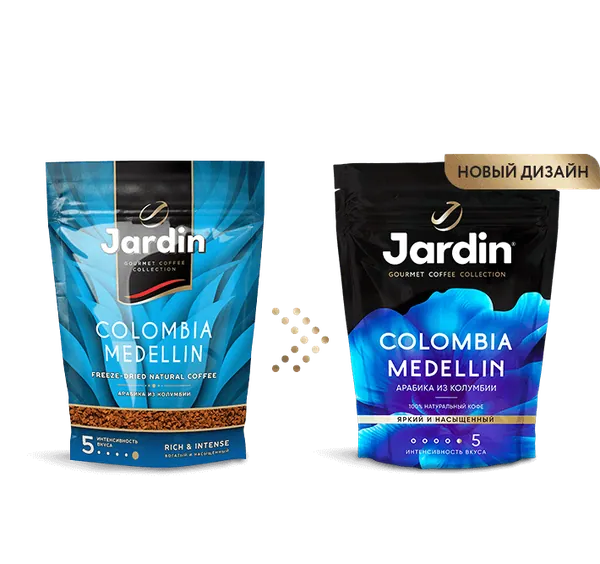 Jardin
GOURMET COFFEE
COLLECTION
COLOMBIA
MEDELLIN
FREEZE-DRIED NATURAL COFFEE
АРАБИКА ИЗ КОЛУМБИИ
5 ИНТЕНСИВНОСТЬ
ВКУСА
RICH & INTENSE
БОГАТЫЙ И НАСЫЩЕННЫЙ
НОВЫЙ ДИЗАЙН
Jardin®
GOURMET COFFEE COLLECTION
COLOMBIA
MEDELLIN
АРАБИКА ИЗ КОЛУМБИИ
100% НАТУРАЛЬНЫЙ КОФЕ
ЯРКИЙ И НАСЫЩЕННЫЙ
5
ИНТЕНСИВНОСТЬ ВКУСА